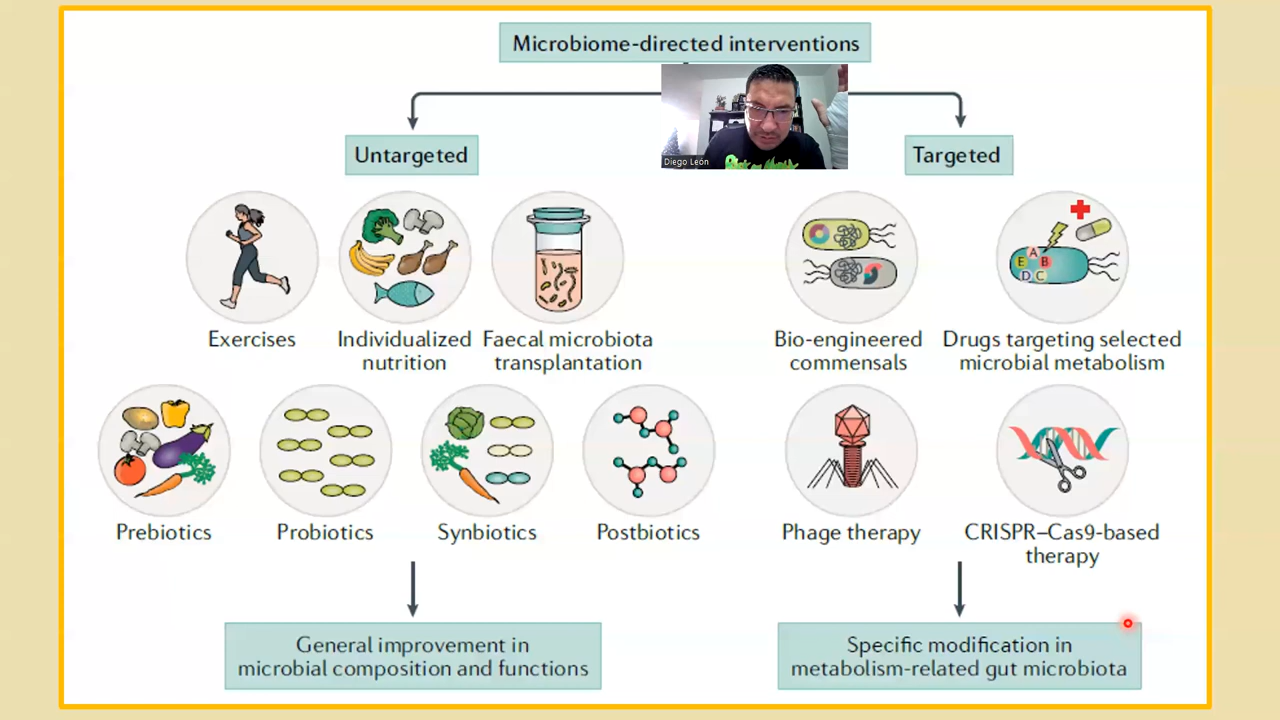 Microbiome-directed interventions
Diego León
Untargeted
Targeted
Exercises
Individualized
nutrition
Faecal microbiota
transplantation
Bio-engineered
commensals
A
B
C
D
E
Drugs targeting selected
microbial metabolism
Prebiotics
Probiotics
Synbiotics
Postbiotics
Phage therapy
CRISPR–Cas9-based
therapy
General improvement in
microbial composition and functions
Specific modification in
metabolism-related gut microbiota